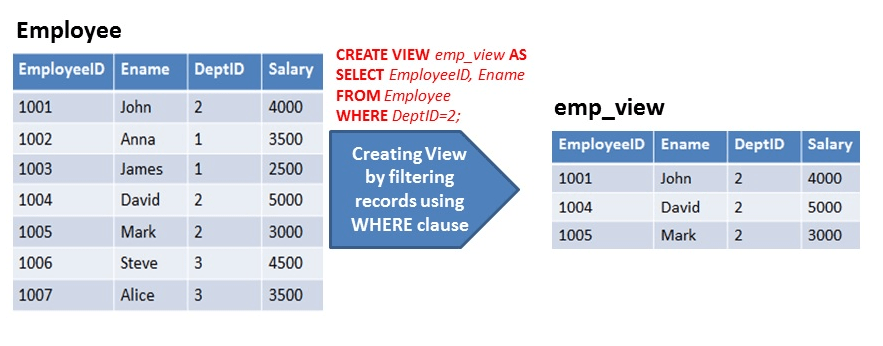 Employee
EmployeeID Ename DeptID Salary
1001 John 2 4000
1002 Anna 1 3500
1003 James 1 2500
1004 David 2 5000
1005 Mark 2 3000
1006 Steve 3 4500
1007 Alice 3 3500
CREATE VIEW emp_view AS
SELECT EmployeeID, Ename
FROM Employee
WHERE DeptID=2;
Creating View
by filtering
records using
WHERE clause
emp_view
EmployeeID Ename DeptID Salary
1001 John 2 4000
1004 David 2 5000
1005 Mark 2 3000